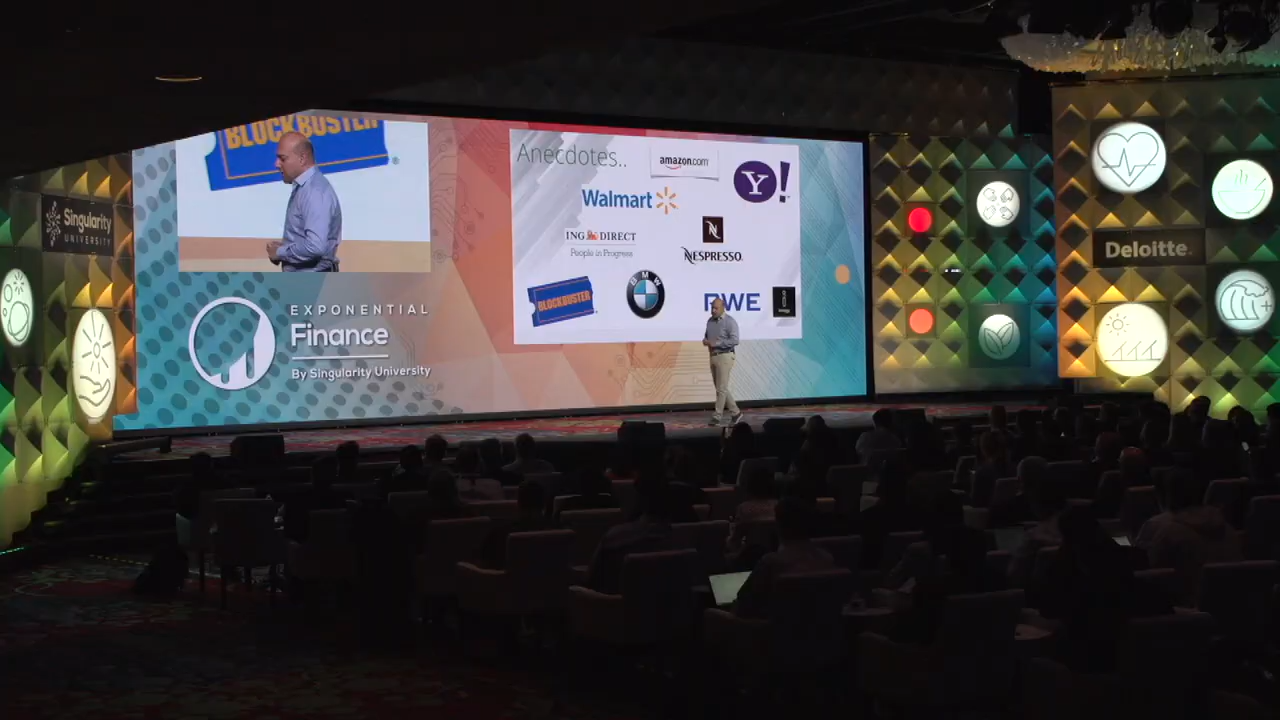 BLOCKBUSTER
Anecdotes..
amazon.com
Y!
Walmart
ING DIRECT
People in Progress
N
NESPRESSO.
BLOCKBUSTER
BMW
RWE
Singularity
UNIVERSITY
EXPONENTIAL
Finance
By Singularity University
Deloitte.